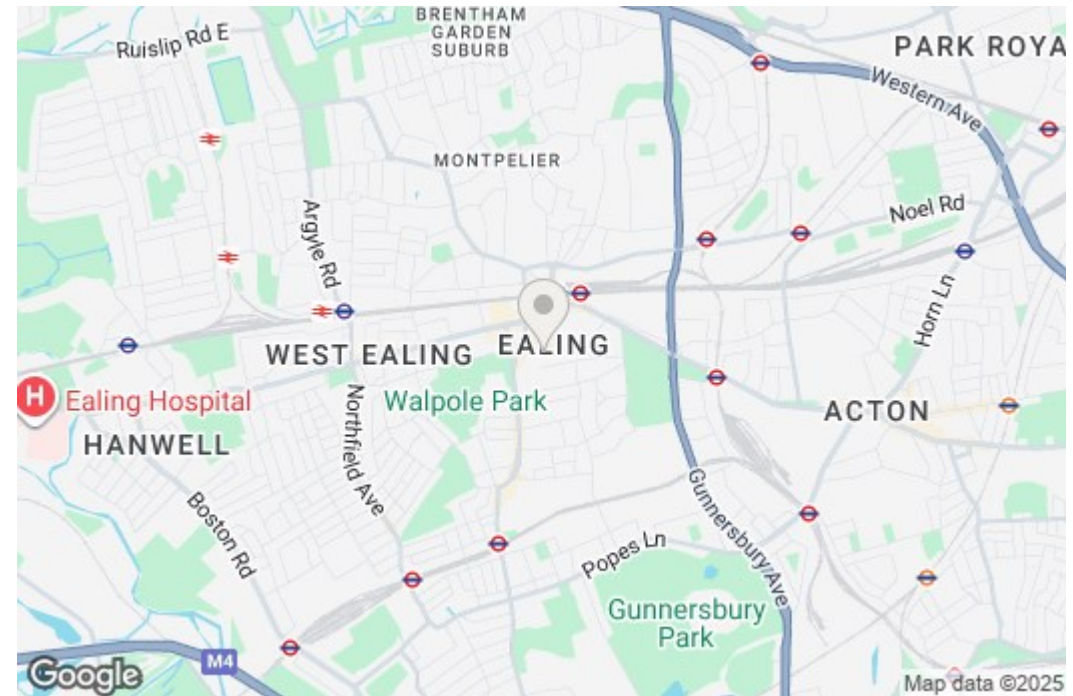 BRENTHAM
GARDEN
SUBURB
Ruislip Rd E
PARK ROYA
Western Ave
MONTPELIER
Argyle Rd
Noel Rd
Horn Ln
WEST EALING
EALING
H
Ealing Hospital
Walpole Park
ACTON
HANWELL
Northfield Ave
Boston Rd
Gunnersbury Ave
Popes Ln
Gunnersbury
Park
M4
Google
Map data ©2025